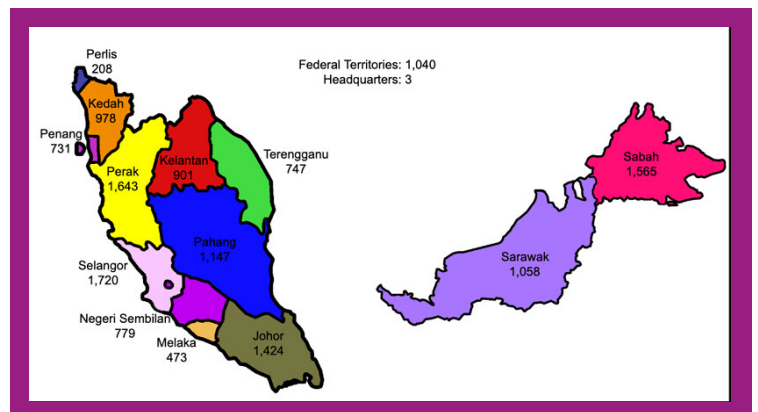 Perlis
208
Federal Territories: 1,040
Headquarters: 3
Kedah
978
Penang
731
Perak
1,643
Kelantan
901
Terengganu
747
Sabah
1,565
Pahang
1,147
Selangor
1,720
Sarawak
1,058
Negeri Sembilan
779
Melaka
473
Johor
1,424